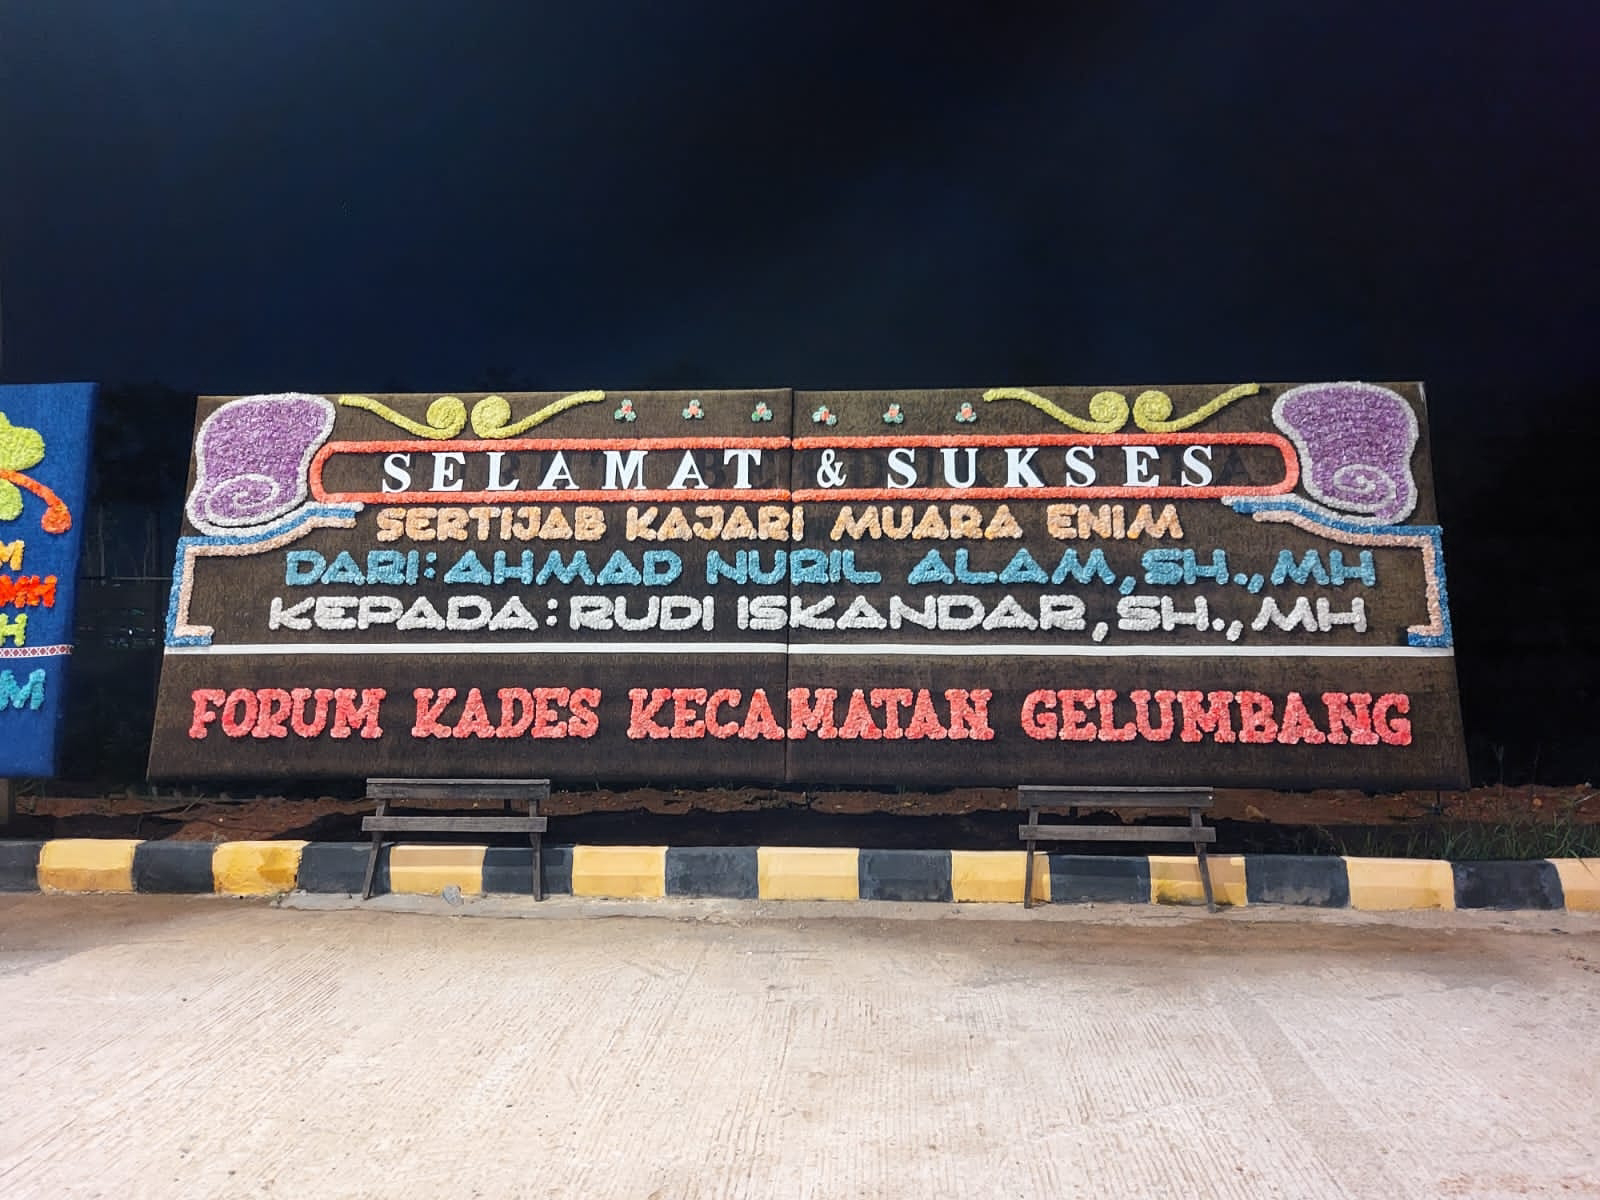 SELAMAT & SUKSES
SERTIJAB KAJARI MUARA ENIM
DARI: AHMAD NURIL ALAM, SH., MH
KEPADA: RUDI ISKANDAR, SH., MH
FORUM KADES KECAMATAN GELUMBANG